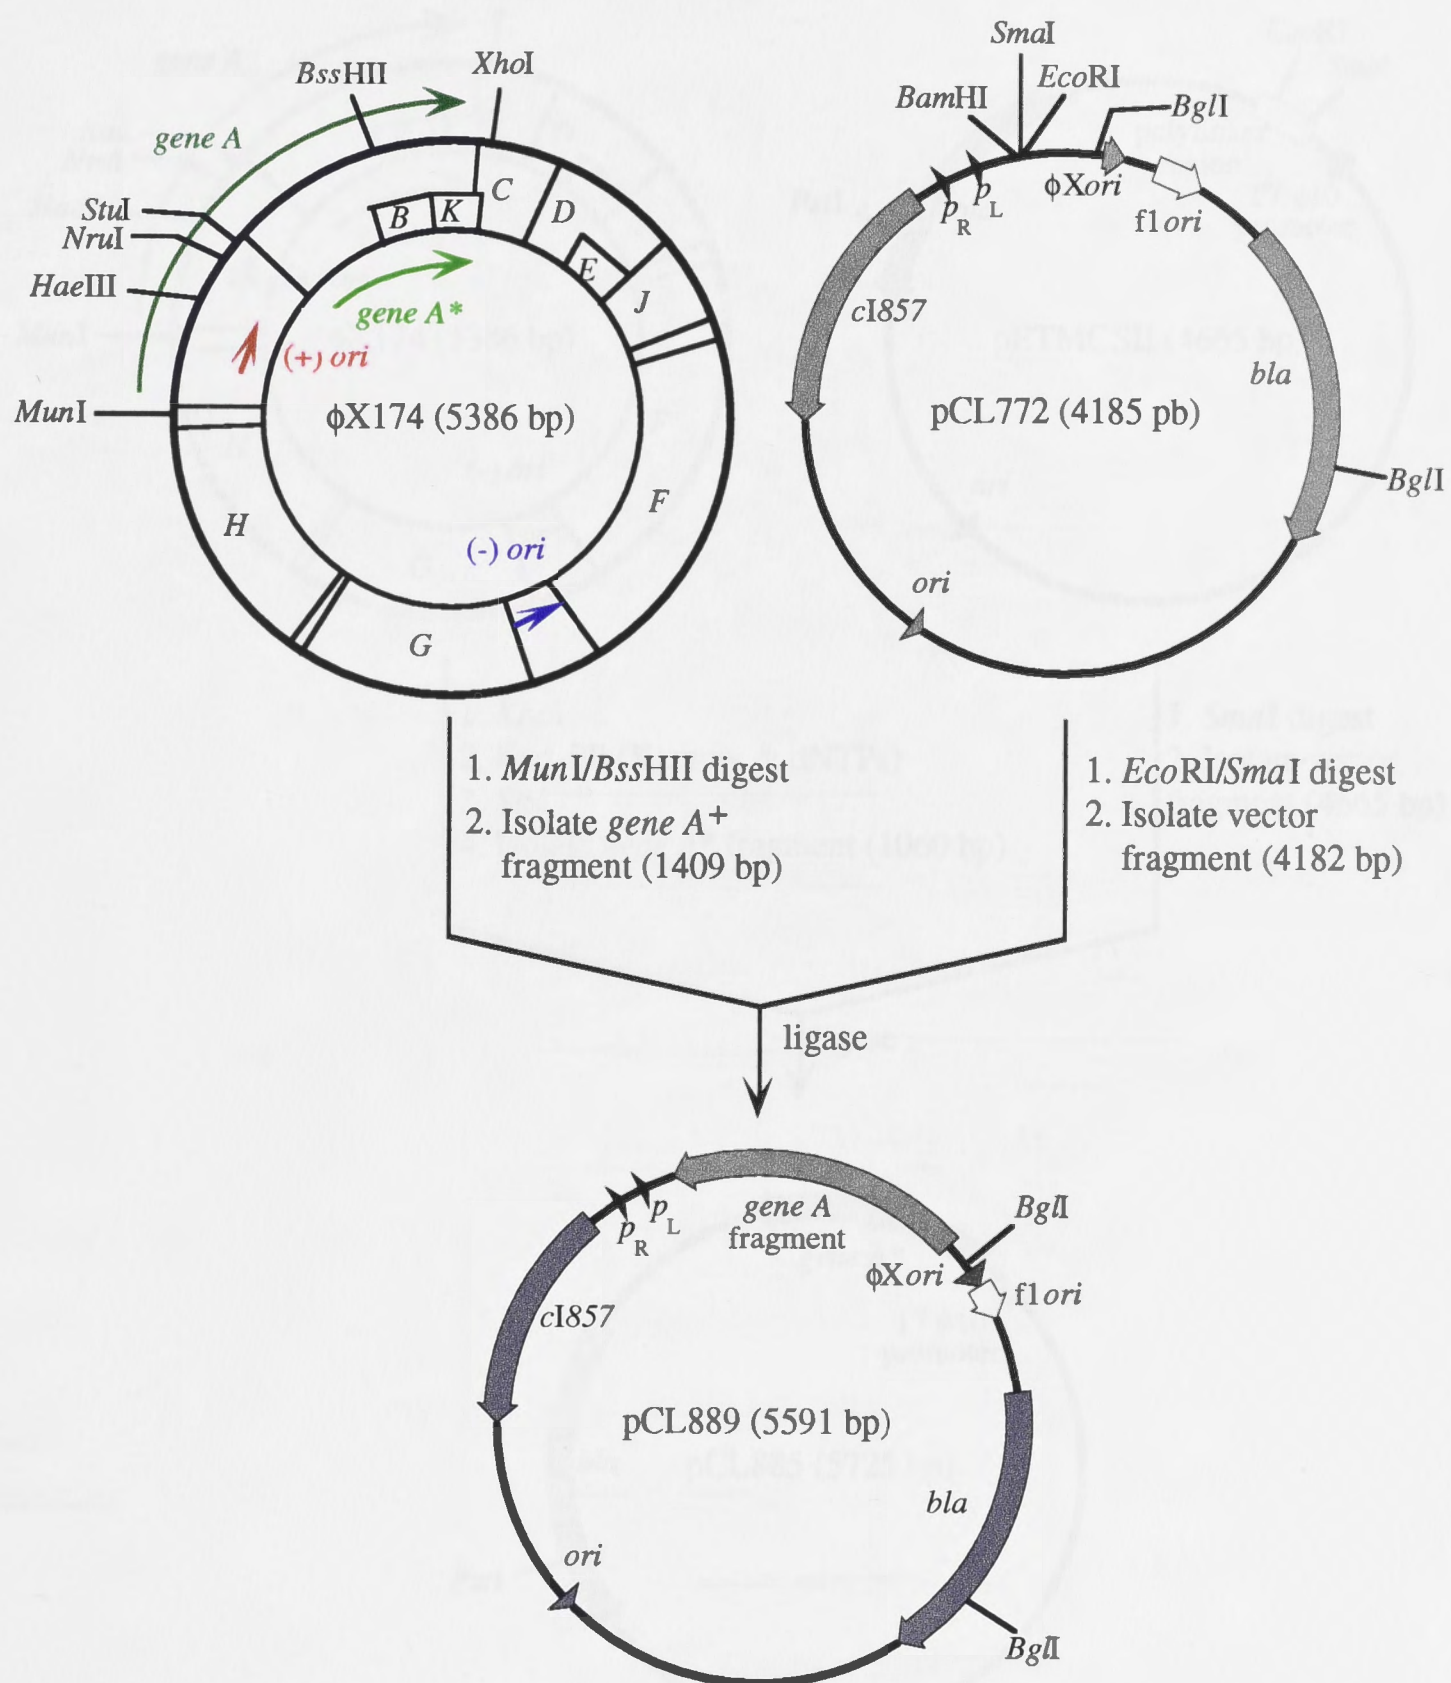 BssHII
XhoI
gene A
StuI
NruI
HaeIII
MunI
B
K
C
D
E
J
gene A*
(+) ori
ϕX174 (5386 bp)
F
H
(-) ori
G
SmaI
EcoRI
BamHI
BglI
pR
pL
ϕXori
f1ori
cI857
bla
pCL772 (4185 pb)
BglI
ori
1. MunI/BssHII digest
2. Isolate gene A+
fragment (1409 bp)
1. EcoRI/SmaI digest
2. Isolate vector
fragment (4182 bp)
ligase
gene A
fragment
pR
pL
BglI
ϕXori
f1ori
cI857
pCL889 (5591 bp)
bla
ori
BglI